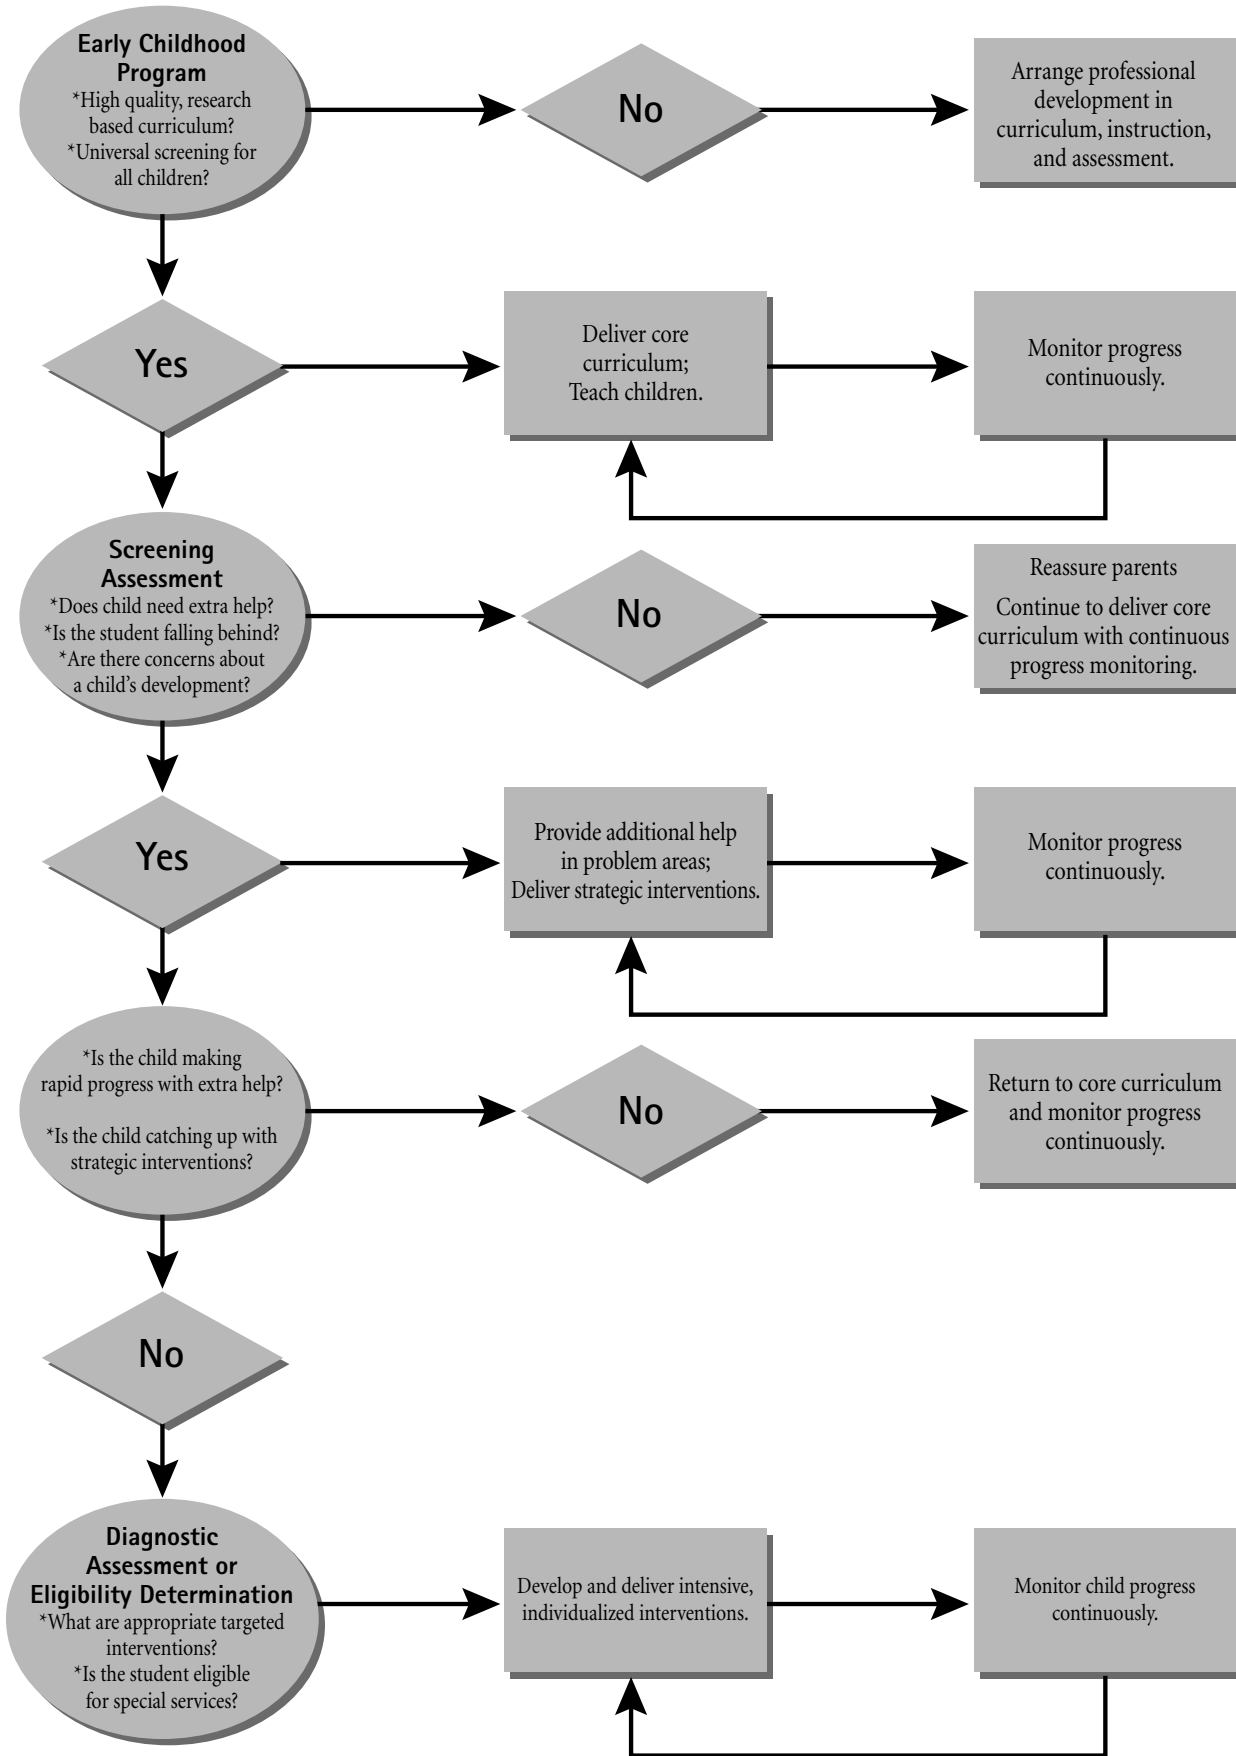 Early Childhood
Program
*High quality, research
based curriculum?
*Universal screening for
all children?
No
Arrange professional
development in
curriculum, instruction,
and assessment.
Yes
Deliver core
curriculum;
Teach children.
Monitor progress
continuously.
Screening
Assessment
*Does child need extra help?
*Is the student falling behind?
*Are there concerns about
a child’s development?
No
Reassure parents
Continue to deliver core
curriculum with continuous
progress monitoring.
Yes
Provide additional help
in problem areas;
Deliver strategic interventions.
Monitor progress
continuously.
*Is the child making
rapid progress with extra help?
*Is the child catching up with
strategic interventions?
No
Return to core curriculum
and monitor progress
continuously.
No
Diagnostic
Assessment or
Eligibility Determination
*What are appropriate targeted
interventions?
*Is the student eligible
for special services?
Develop and deliver intensive,
individualized interventions.
Monitor child progress
continuously.